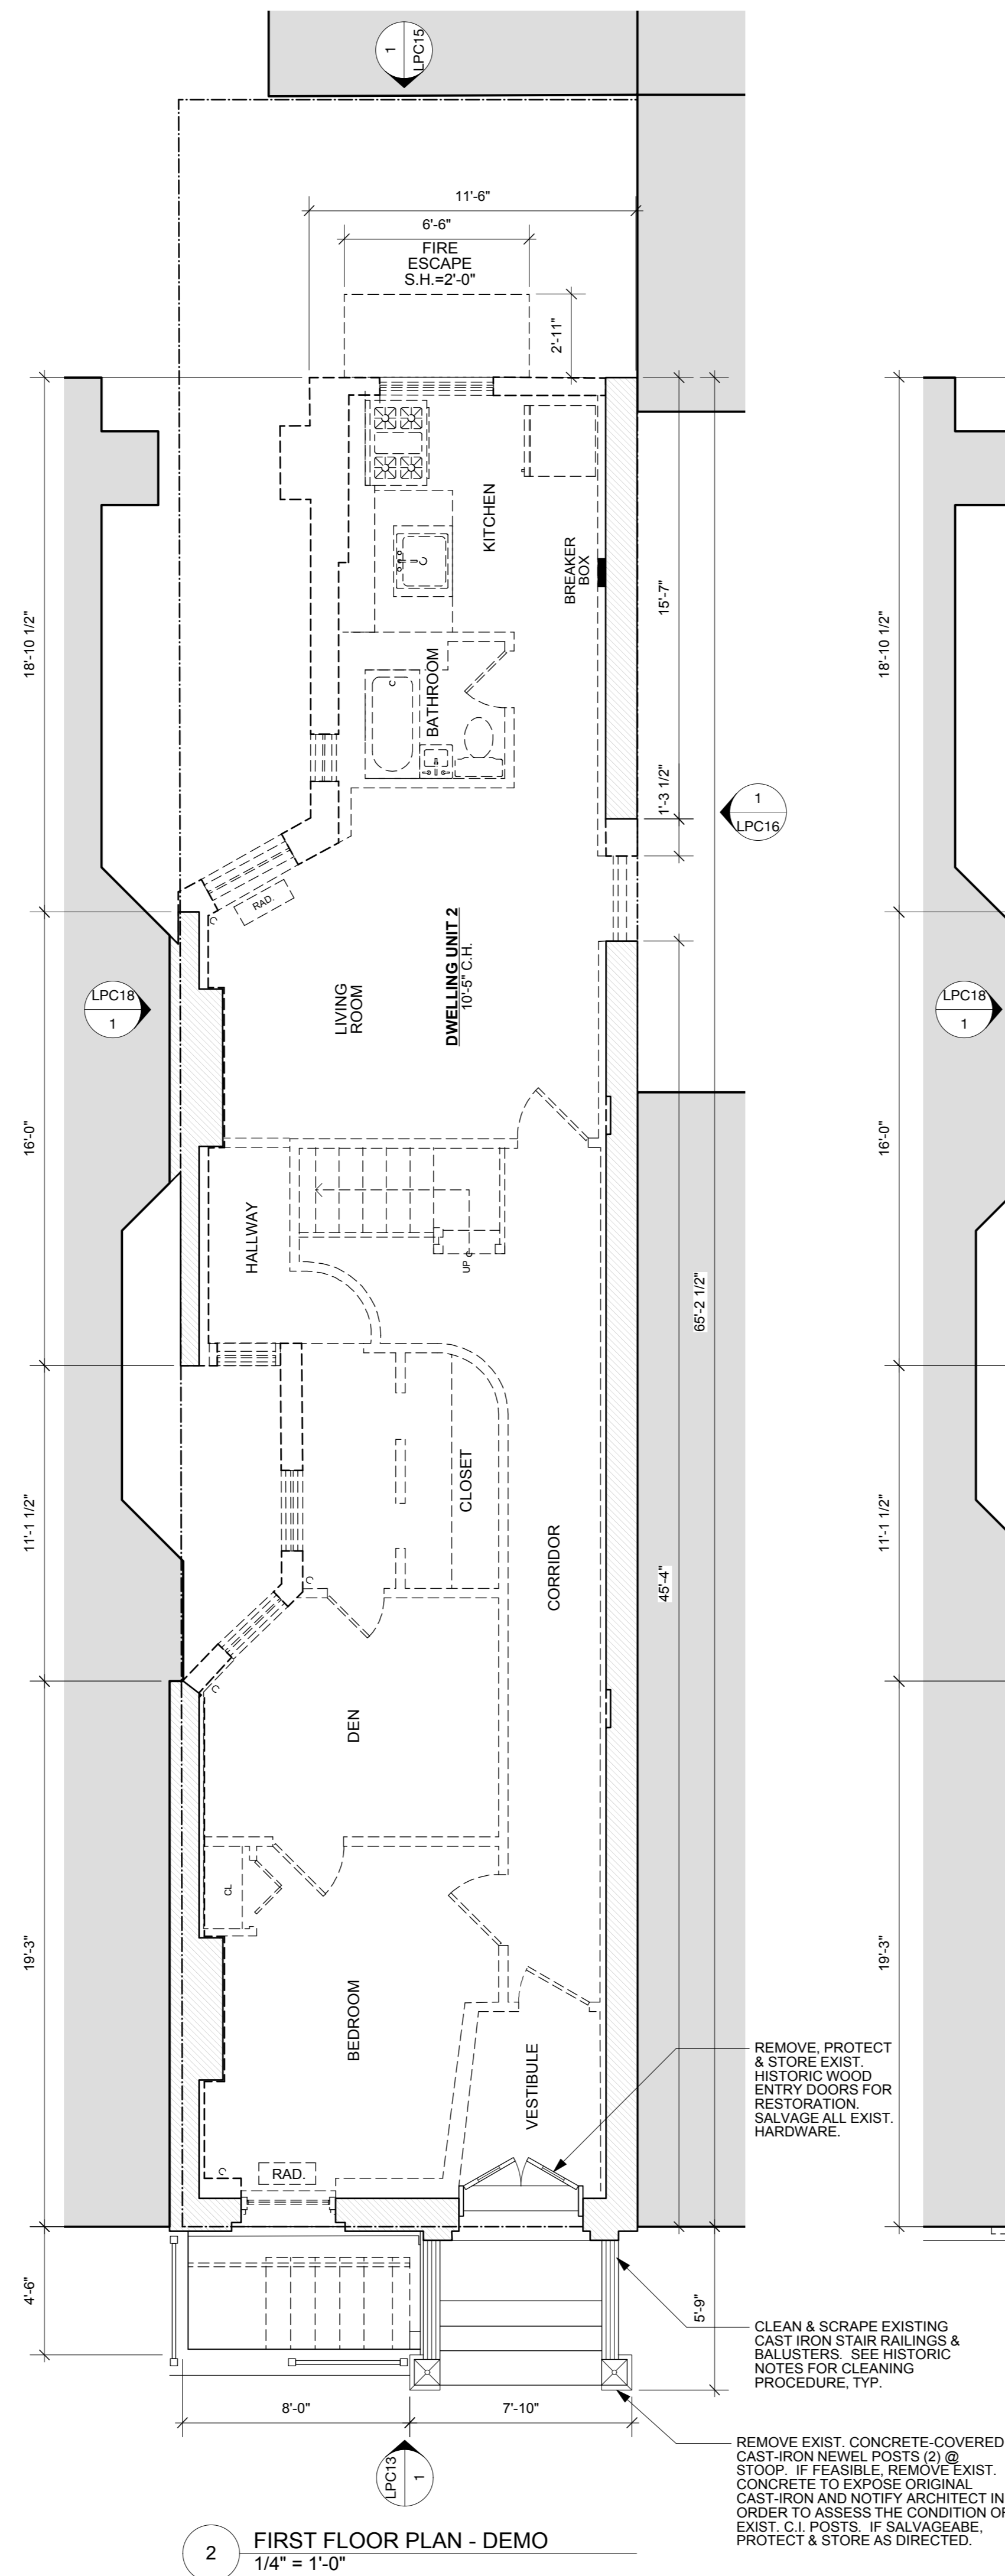 1
LPC15
11'-6"
6'-6"
FIRE
ESCAPE
S.H.=2'-0"
2'-11"
KITCHEN
BREAKER
BOX
18'-10 1/2"
15'-7"
18'-10 1/2"
BATHROOM
1'-3 1/2"
1
LPC16
RAD.
DWELLING UNIT 2
10'-5" C.H.
LIVING
ROOM
LPC18
1
LPC18
1
16'-0"
16'-0"
HALLWAY
UP
65'-2 1/2"
CLOSET
11'-1 1/2"
11'-1 1/2"
CORRIDOR
45'-4"
DEN
CL
19'-3"
19'-3"
BEDROOM
VESTIBULE
REMOVE, PROTECT
& STORE EXIST.
HISTORIC WOOD
ENTRY DOORS FOR
RESTORATION.
SALVAGE ALL EXIST.
HARDWARE.
RAD.
4'-6"
5'-9"
CLEAN & SCRAPE EXISTING
CAST IRON STAIR RAILINGS &
BALUSTERS. SEE HISTORIC
NOTES FOR CLEANING
PROCEDURE, TYP.
8'-0"
7'-10"
REMOVE EXIST. CONCRETE-COVERED
CAST-IRON NEWEL POSTS (2) @
STOOP. IF FEASIBLE, REMOVE EXIST.
CONCRETE TO EXPOSE ORIGINAL
CAST-IRON AND NOTIFY ARCHITECT IN
ORDER TO ASSESS THE CONDITION OF
EXIST. C.I. POSTS. IF SALVAGEABE,
PROTECT & STORE AS DIRECTED.
LPC13
1
2
FIRST FLOOR PLAN - DEMO
1/4" = 1'-0"